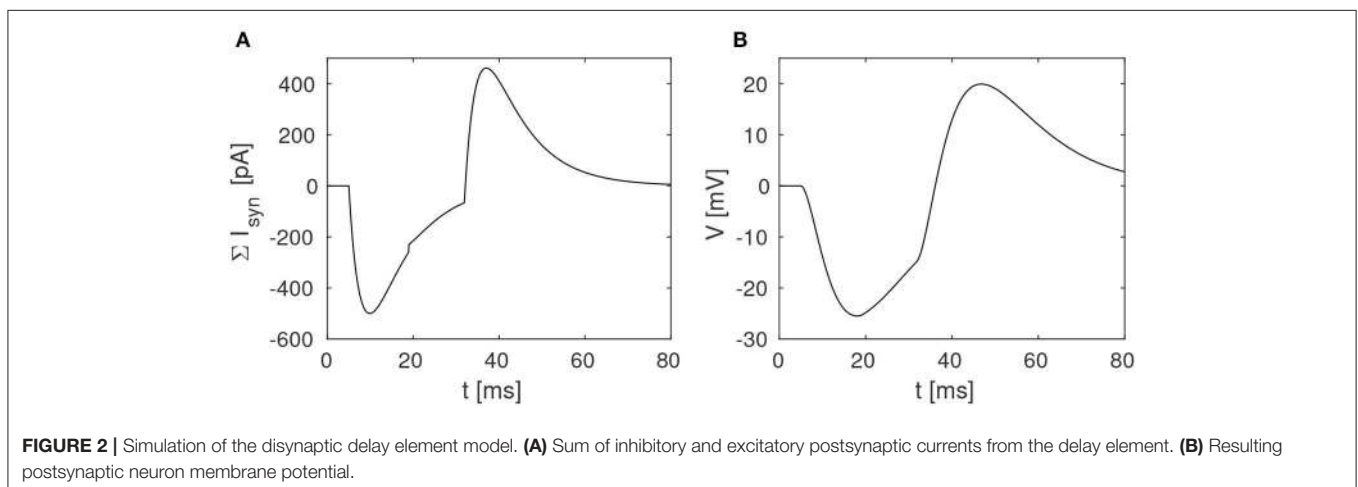 A
B
400
200
0
-200
-400
-600
Σ I_syn [pA]
0 20 40 60 80
t [ms]
20
10
0
-10
-20
-30
V [mV]
0 20 40 60 80
t [ms]
FIGURE 2 | Simulation of the disynaptic delay element model. (A) Sum of inhibitory and excitatory postsynaptic currents from the delay element. (B) Resulting
postsynaptic neuron membrane potential.